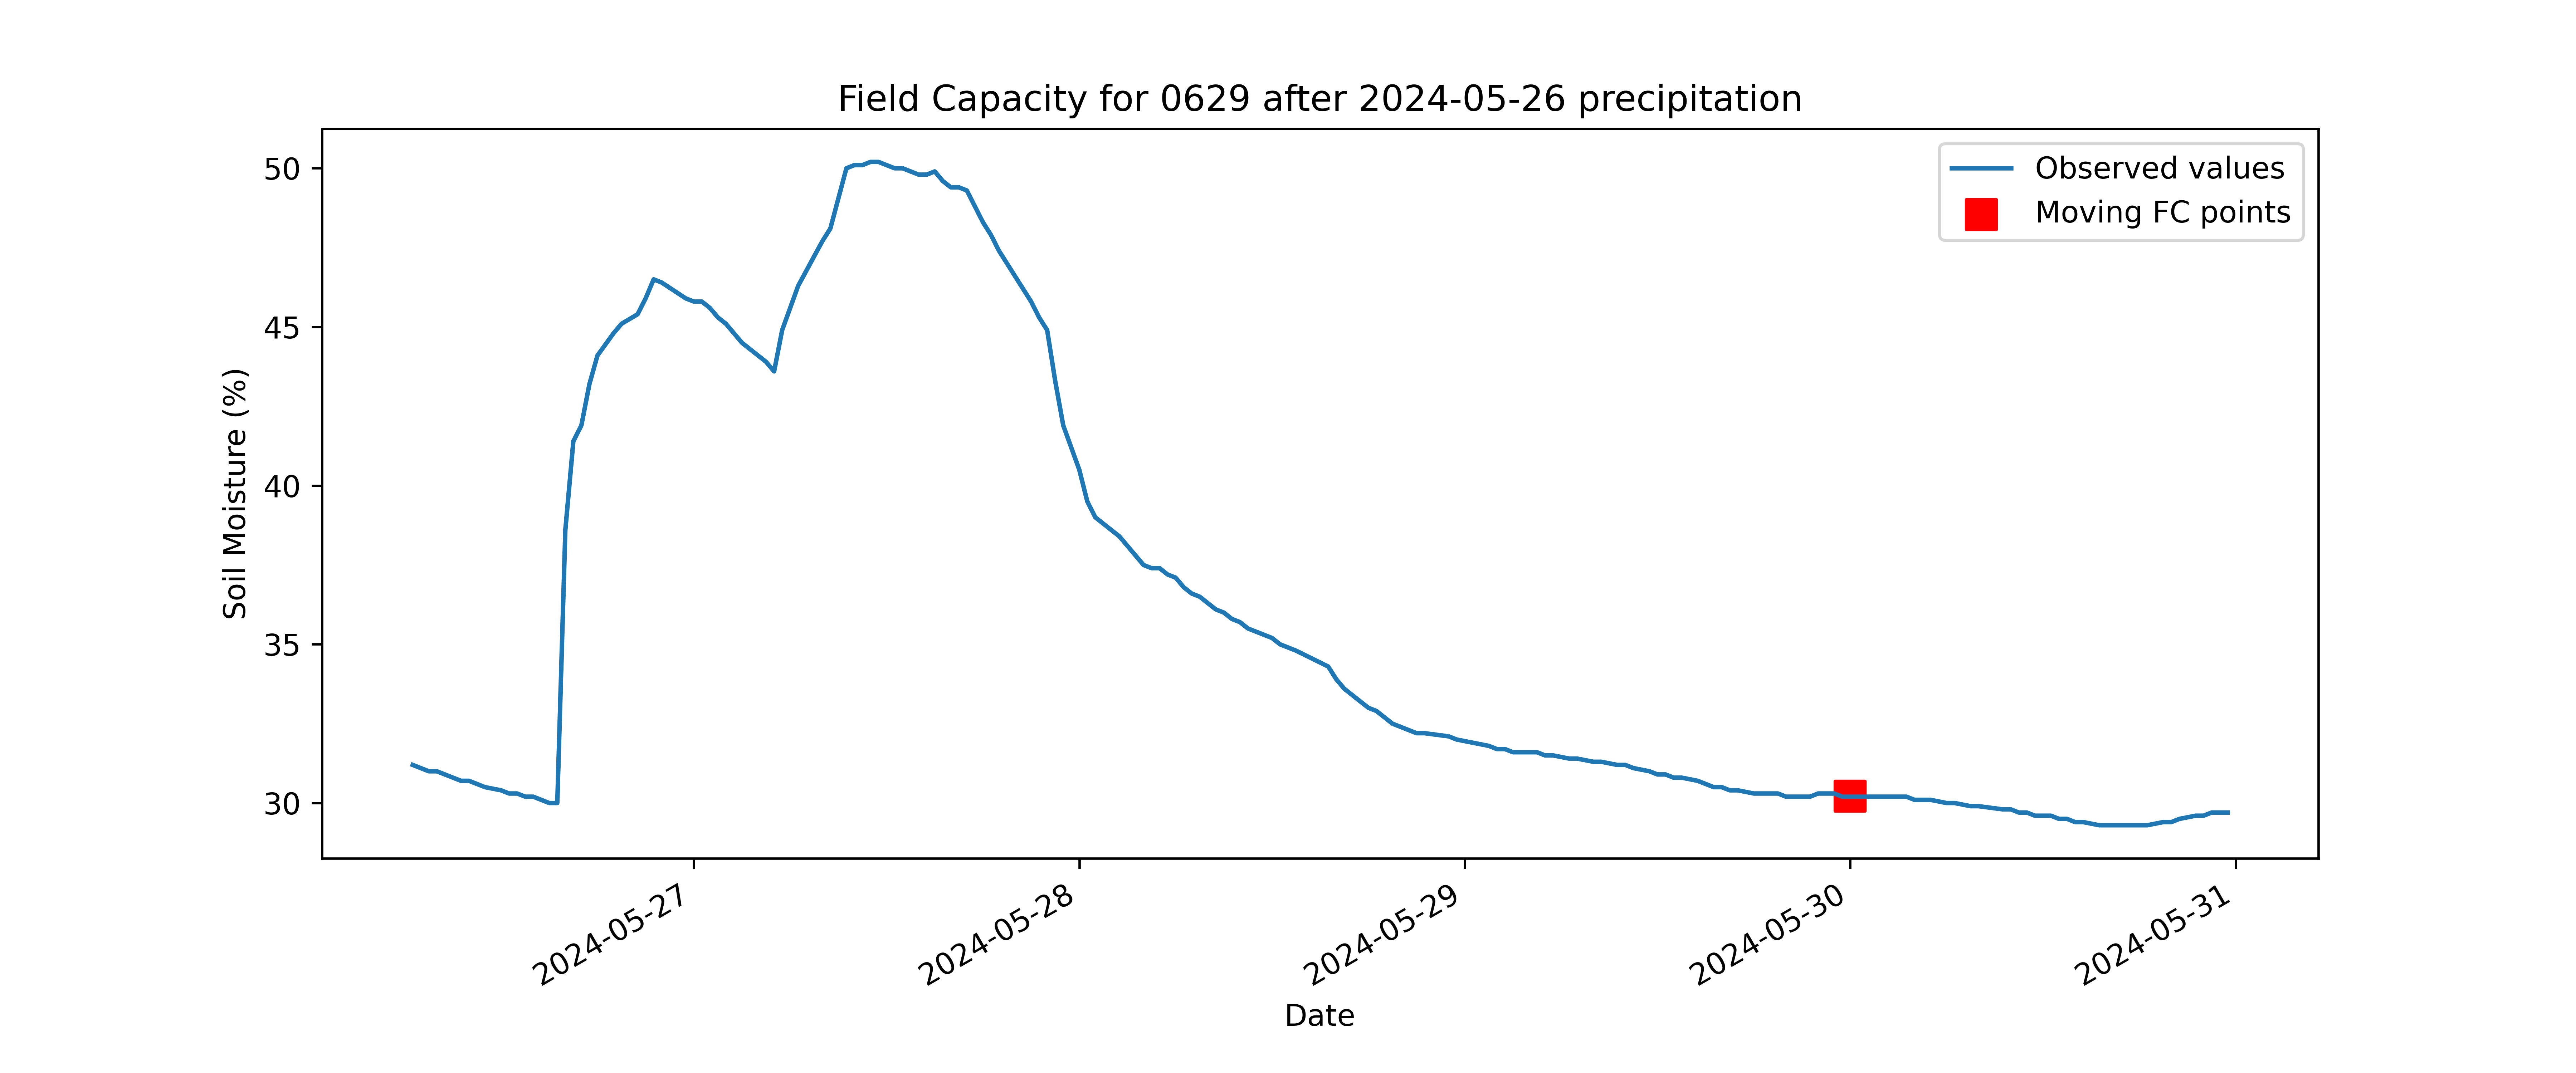 Field Capacity for 0629 after 2024-05-26 precipitation
Observed values
Moving FC points
Soil Moisture (%)
50
45
40
35
30
2024-05-27
2024-05-28
2024-05-29
2024-05-30
2024-05-31
Date